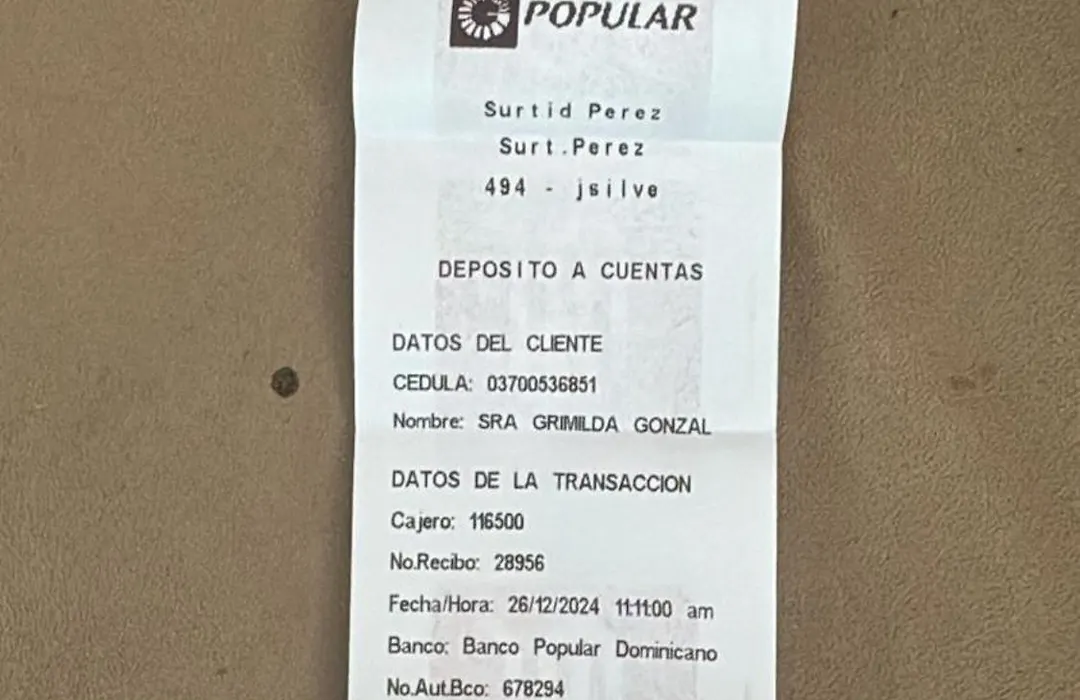 POPULAR
Surtid Perez
Surt.Perez
494 - jsilve
DEPOSITO A CUENTAS
DATOS DEL CLIENTE
CEDULA: 03700536851
Nombre: SRA GRIMILDA GONZAL
DATOS DE LA TRANSACCION
Cajero: 116500
No.Recibo: 28956
Fecha/Hora: 26/12/2024 11:11:00 am
Banco: Banco Popular Dominicano
No.Aut.Bco: 678294